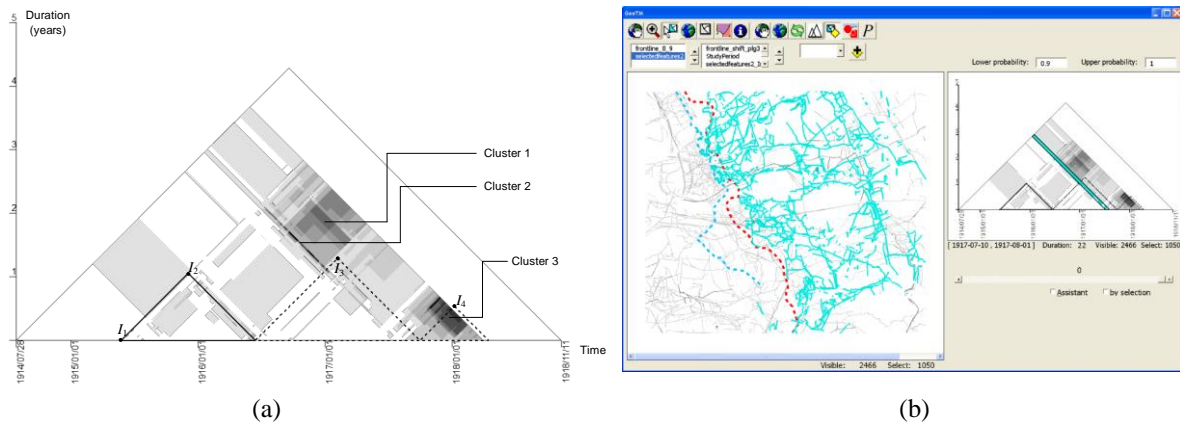 Duration
(years)
.5
.4
.3
.2
.1
0
Cluster 1
Cluster 2
Cluster 3
I1
I2
I3
I4
Time
1914/07/28
1915/01/01
1916/01/01
1917/01/01
1918/01/01
1918/11/11
(a)
GeoTM
frontline_8_9
selectedfeatures2
frontline_shift_plg3
StudyPeriod
Lower probability: 0.9 Upper probability: 1
[ 1917-07-10 , 1917-08-01 ] Duration: 22 Visible: 2466 Select: 1050
0
Assistant by selection
Visible: 2466 Select: 1050
(b)